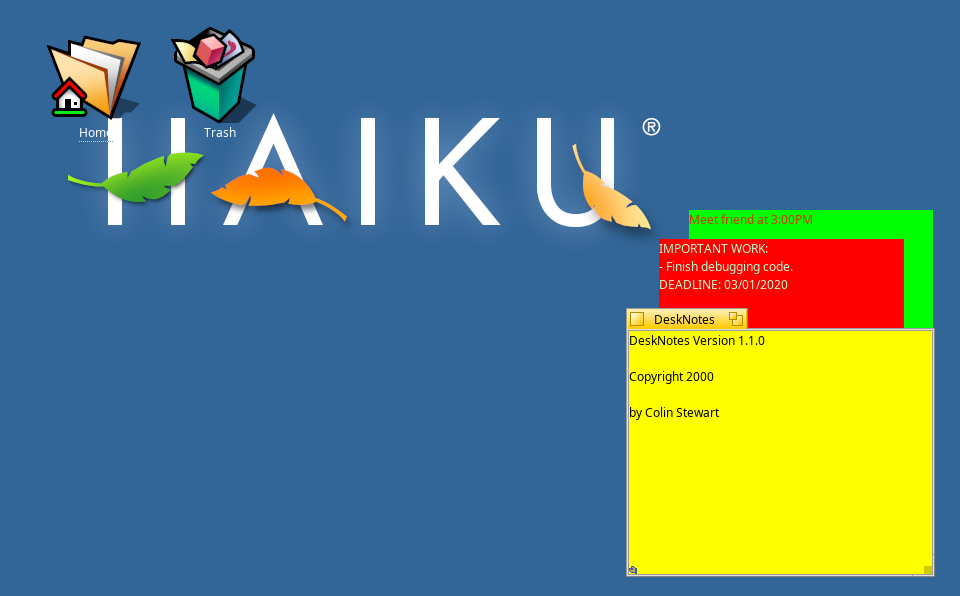 Home
Trash
HAIKU®
Meet friend at 3:00PM
IMPORTANT WORK:
- Finish debugging code.
DEADLINE: 03/01/2020
DeskNotes
DeskNotes Version 1.1.0
Copyright 2000
by Colin Stewart